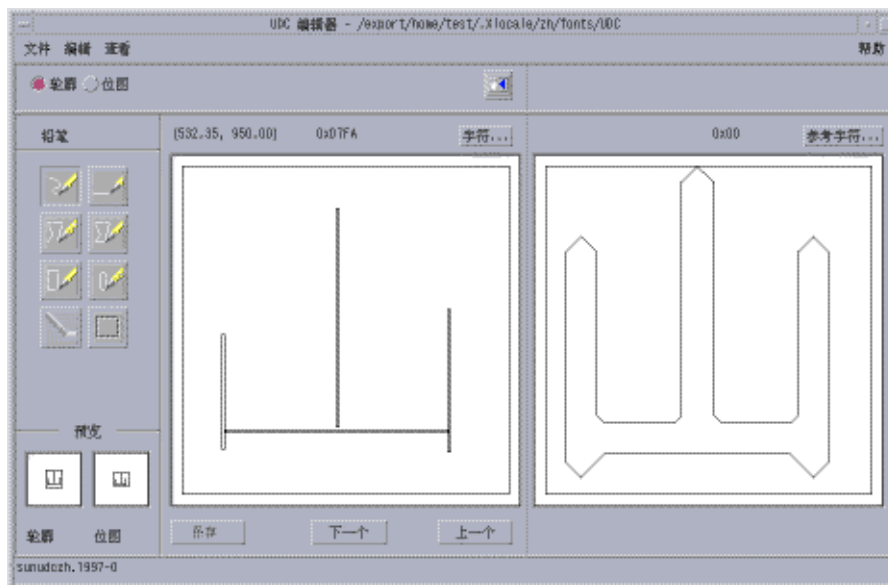 UDC 编辑器 - /export/home/test/.Xlocale/zh/fonts/UDC
文件 编辑 查看 帮助
轮廓 位图
铅笔 (532.35, 950.00) 0x07FA 字符... 0x00 参考字符...
预览
轮廓 位图
保存 下一个 上一个
sunudczh.1997-0